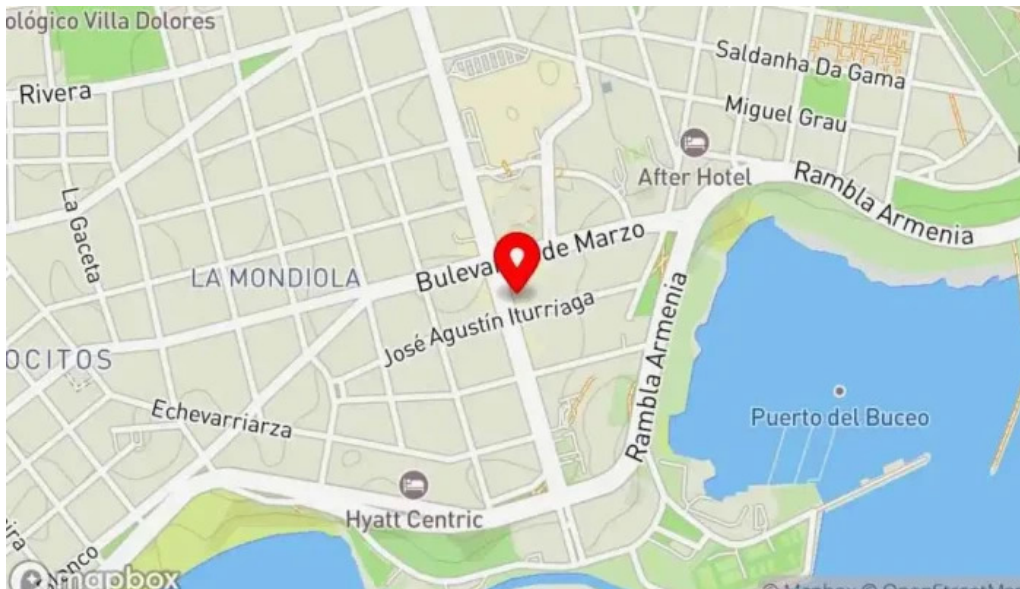 ológico Villa Dolores
Rivera
Saldanha Da Gama
Miguel Grau
After Hotel
Rambla Armenia
La Gaceta
LA MONDIOLA
Buleva de Marzo
José Agustín Iturriaga
OCITOS
Rambla Armenia
Echevarriarza
Puerto del Buceo
Hyatt Centric
mapbox